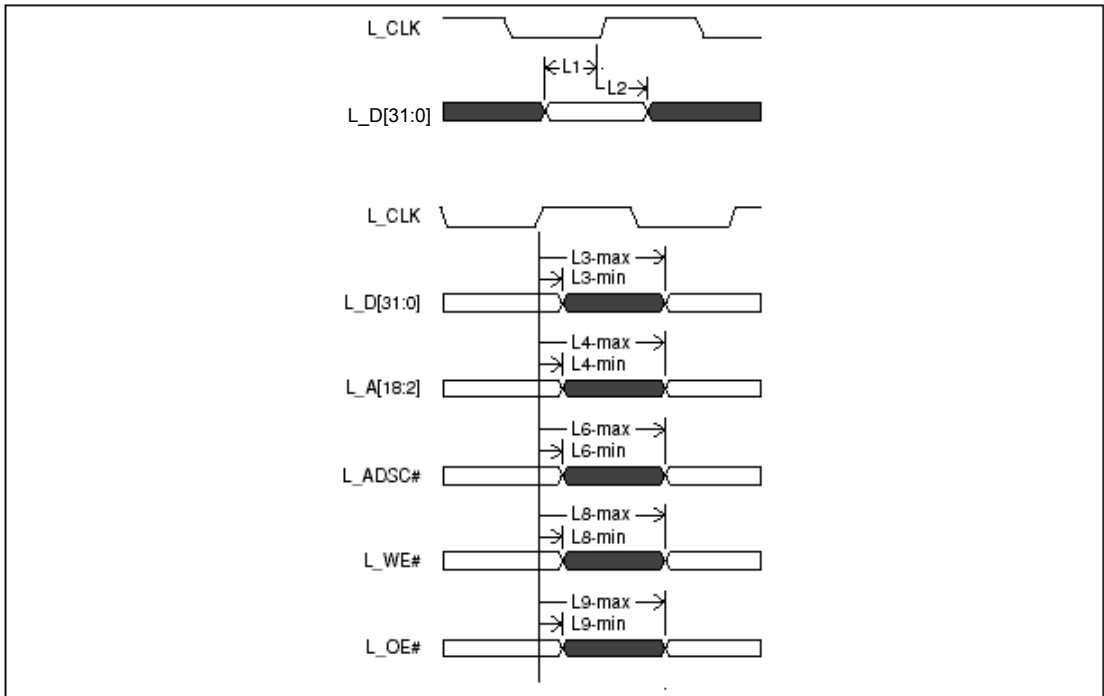 L_CLK
L1
L2
L_D[31:0]
L_CLK
L3-max
L3-min
L_D[31:0]
L4-max
L4-min
L_A[18:2]
L6-max
L6-min
L_ADSC#
L8-max
L8-min
L_WE#
L9-max
L9-min
L_OE#